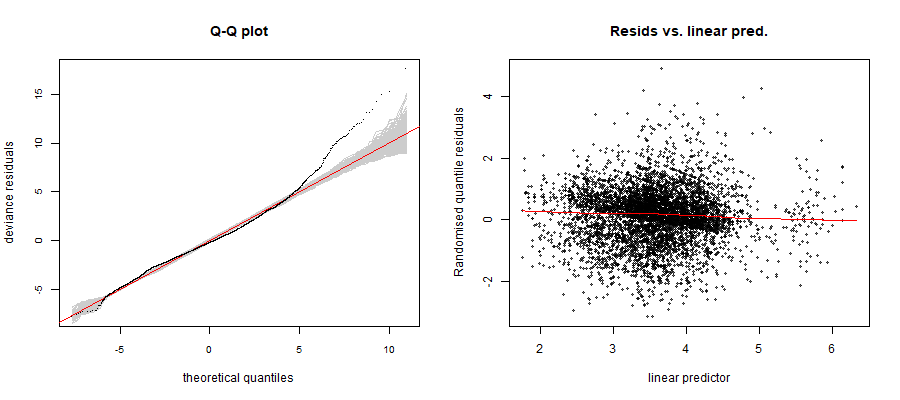 Q-Q plot
deviance residuals
15
10
5
0
-5
-5 0 5 10
theoretical quantiles
Resids vs. linear pred.
Randomised quantile residuals
4
2
0
-2
2 3 4 5 6
linear predictor